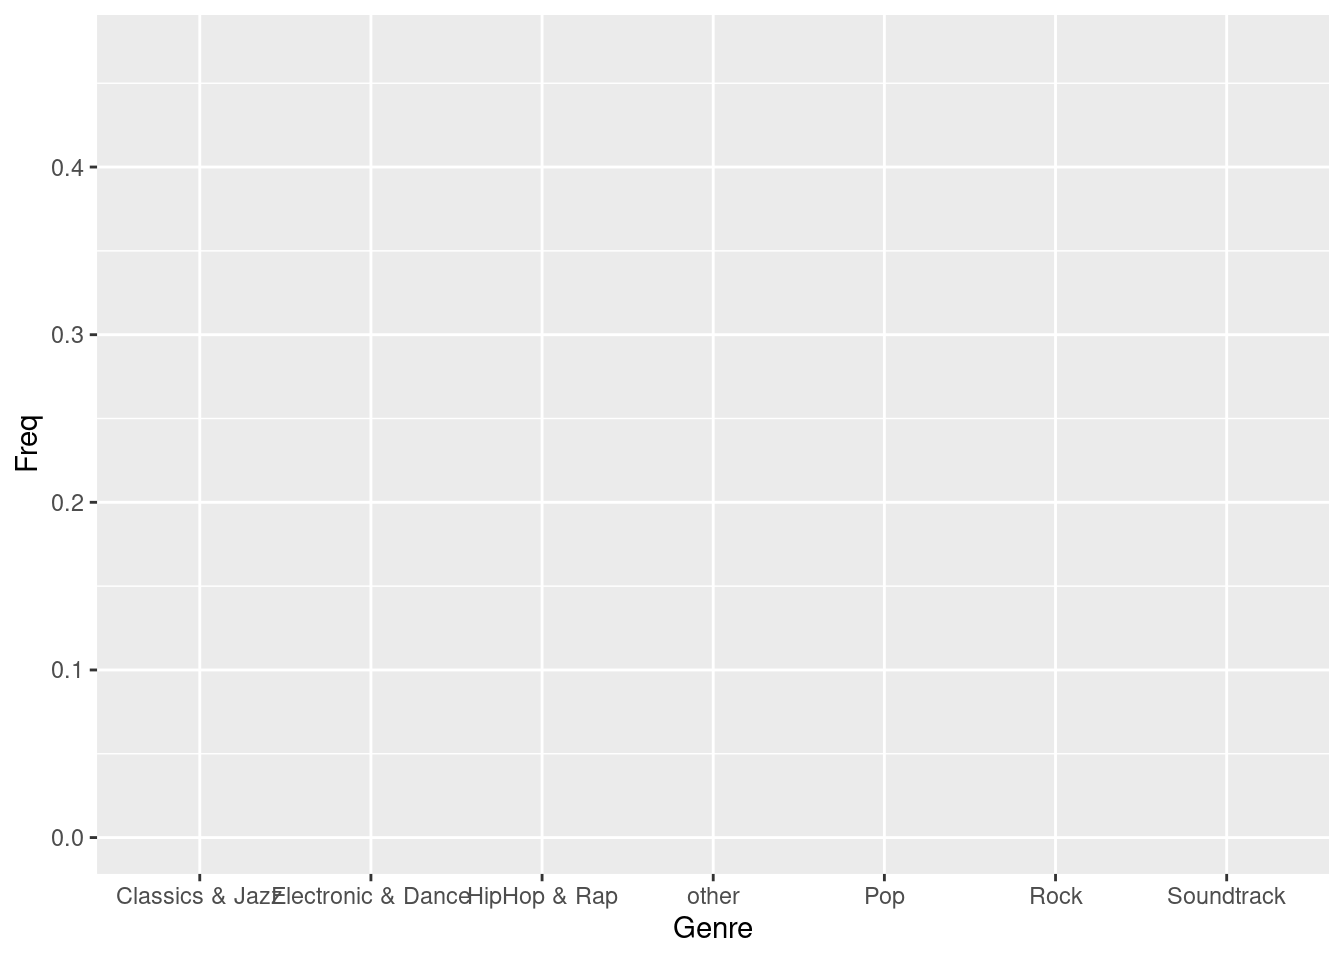 Freq
0.4
0.3
0.2
0.1
0.0
Classics & Jazz Electronic & Dance HipHop & Rap other Pop Rock Soundtrack
Genre